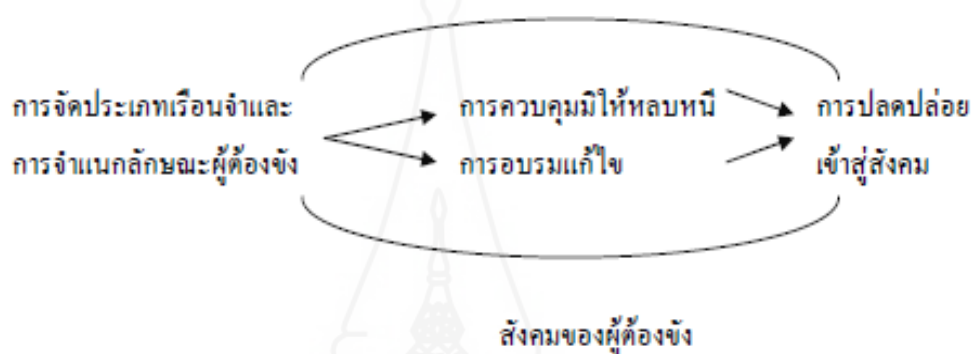 การจัดประเภทเรือนจำและ
การจำแนกลักษณะผู้ต้องขัง
การควบคุมมิให้หลบหนี
การอบรมแก้ไข
การปลดปล่อย
เข้าสู่สังคม
สังคมของผู้ต้องขัง